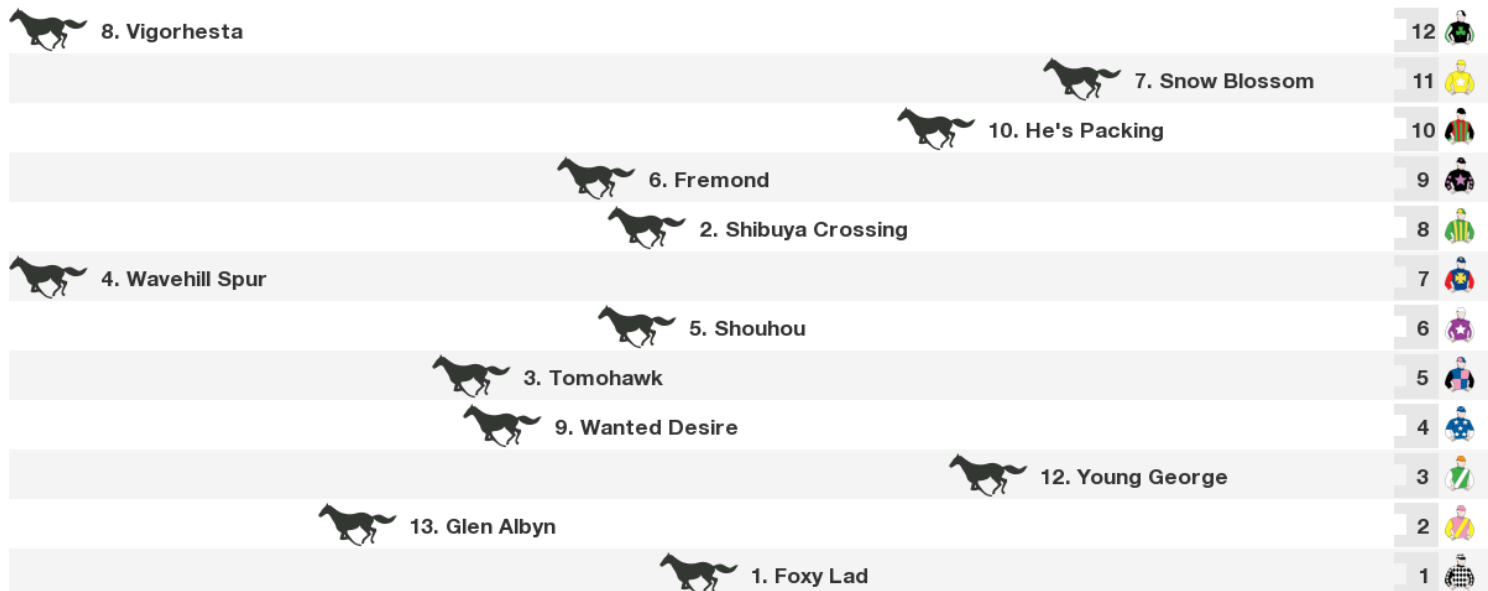 8. Vigorhesta 12
7. Snow Blossom 11
10. He's Packing 10
6. Fremond 9
2. Shibuya Crossing 8
4. Wavehill Spur 7
5. Shouhou 6
3. Tomohawk 5
9. Wanted Desire 4
12. Young George 3
13. Glen Albyn 2
1. Foxy Lad 1